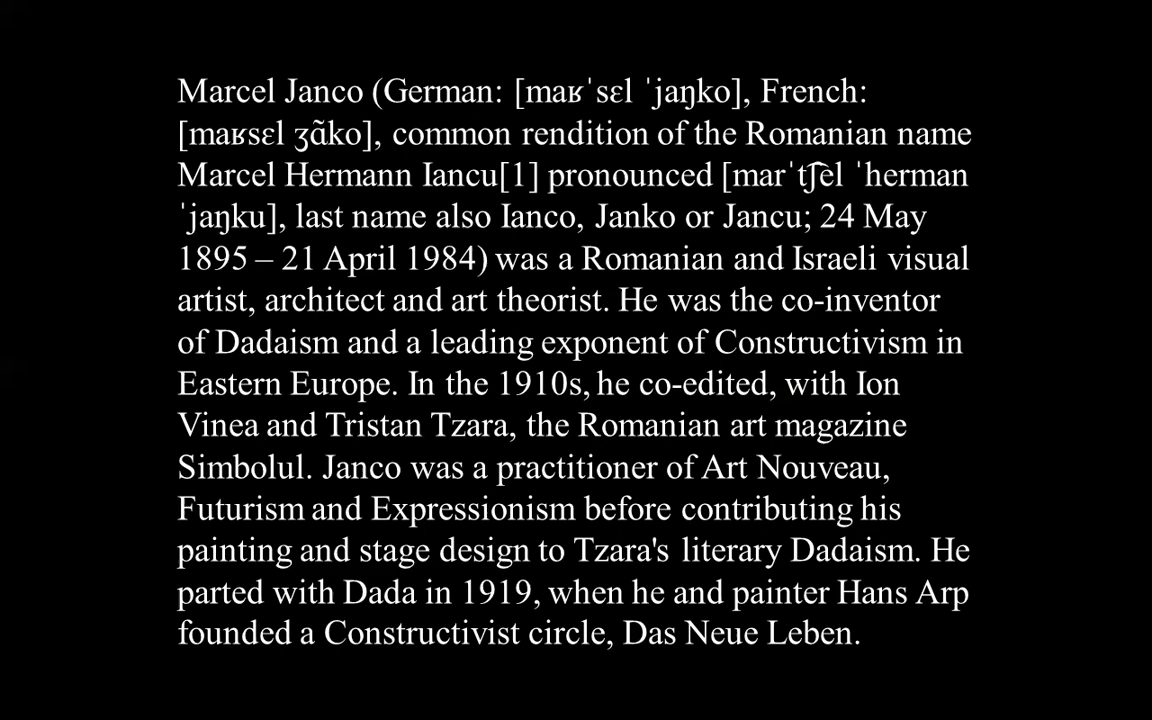 Marcel Janco (German: [maʁˈsɛl ˈjaŋko], French:
[maʁsɛl ʒɑ̃ko], common rendition of the Romanian name
Marcel Hermann Iancu[1] pronounced [marˈt͡ʃel ˈherman
ˈjaŋku], last name also Ianco, Janko or Jancu; 24 May
1895 – 21 April 1984) was a Romanian and Israeli visual
artist, architect and art theorist. He was the co-inventor
of Dadaism and a leading exponent of Constructivism in
Eastern Europe. In the 1910s, he co-edited, with Ion
Vinea and Tristan Tzara, the Romanian art magazine
Simbolul. Janco was a practitioner of Art Nouveau,
Futurism and Expressionism before contributing his
painting and stage design to Tzara's literary Dadaism. He
parted with Dada in 1919, when he and painter Hans Arp
founded a Constructivist circle, Das Neue Leben.